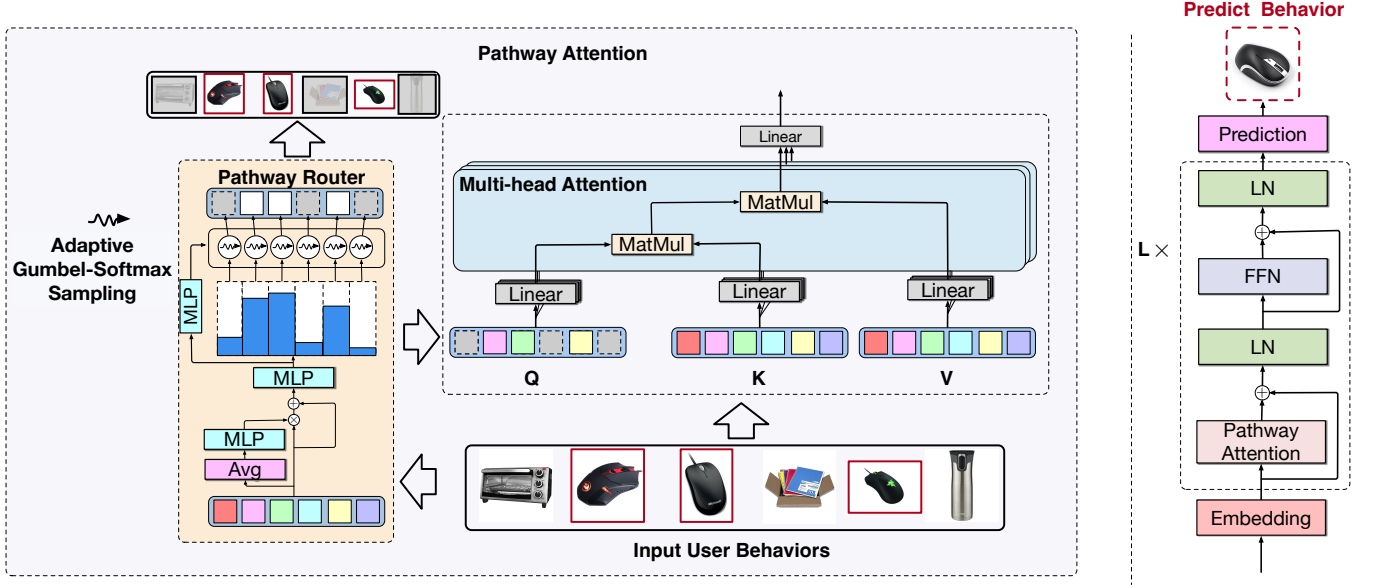 Predict Behavior
Pathway Attention
Linear
Prediction
Pathway Router
Multi-head Attention
LN
MatMul
Adaptive
Gumbel-Softmax
Sampling
MatMul
L ×
FFN
MLP
Linear
Linear
Linear
LN
MLP
Q
K
V
MLP
Avg
Pathway
Attention
Embedding
Input User Behaviors